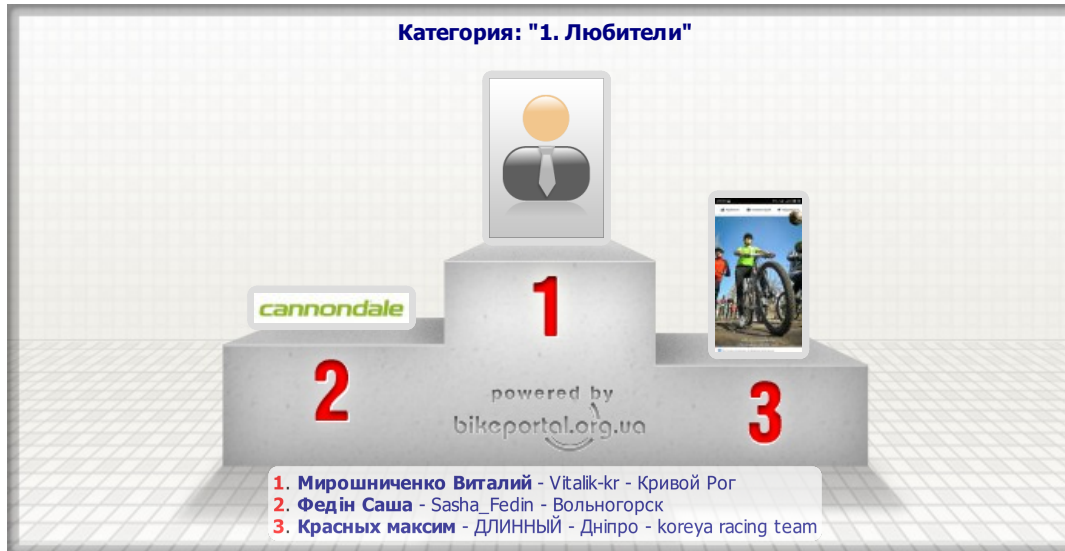 Категория: "1. Любители"
cannondale
1
2
3
powered by
bikeportal.org.ua
1. Мирошниченко Виталий - Vitalik-kr - Кривой Рог
2. Федін Саша - Sasha_Fedin - Вольногорск
3. Красных максим - ДЛИННЫЙ - Дніпро - koreya racing team